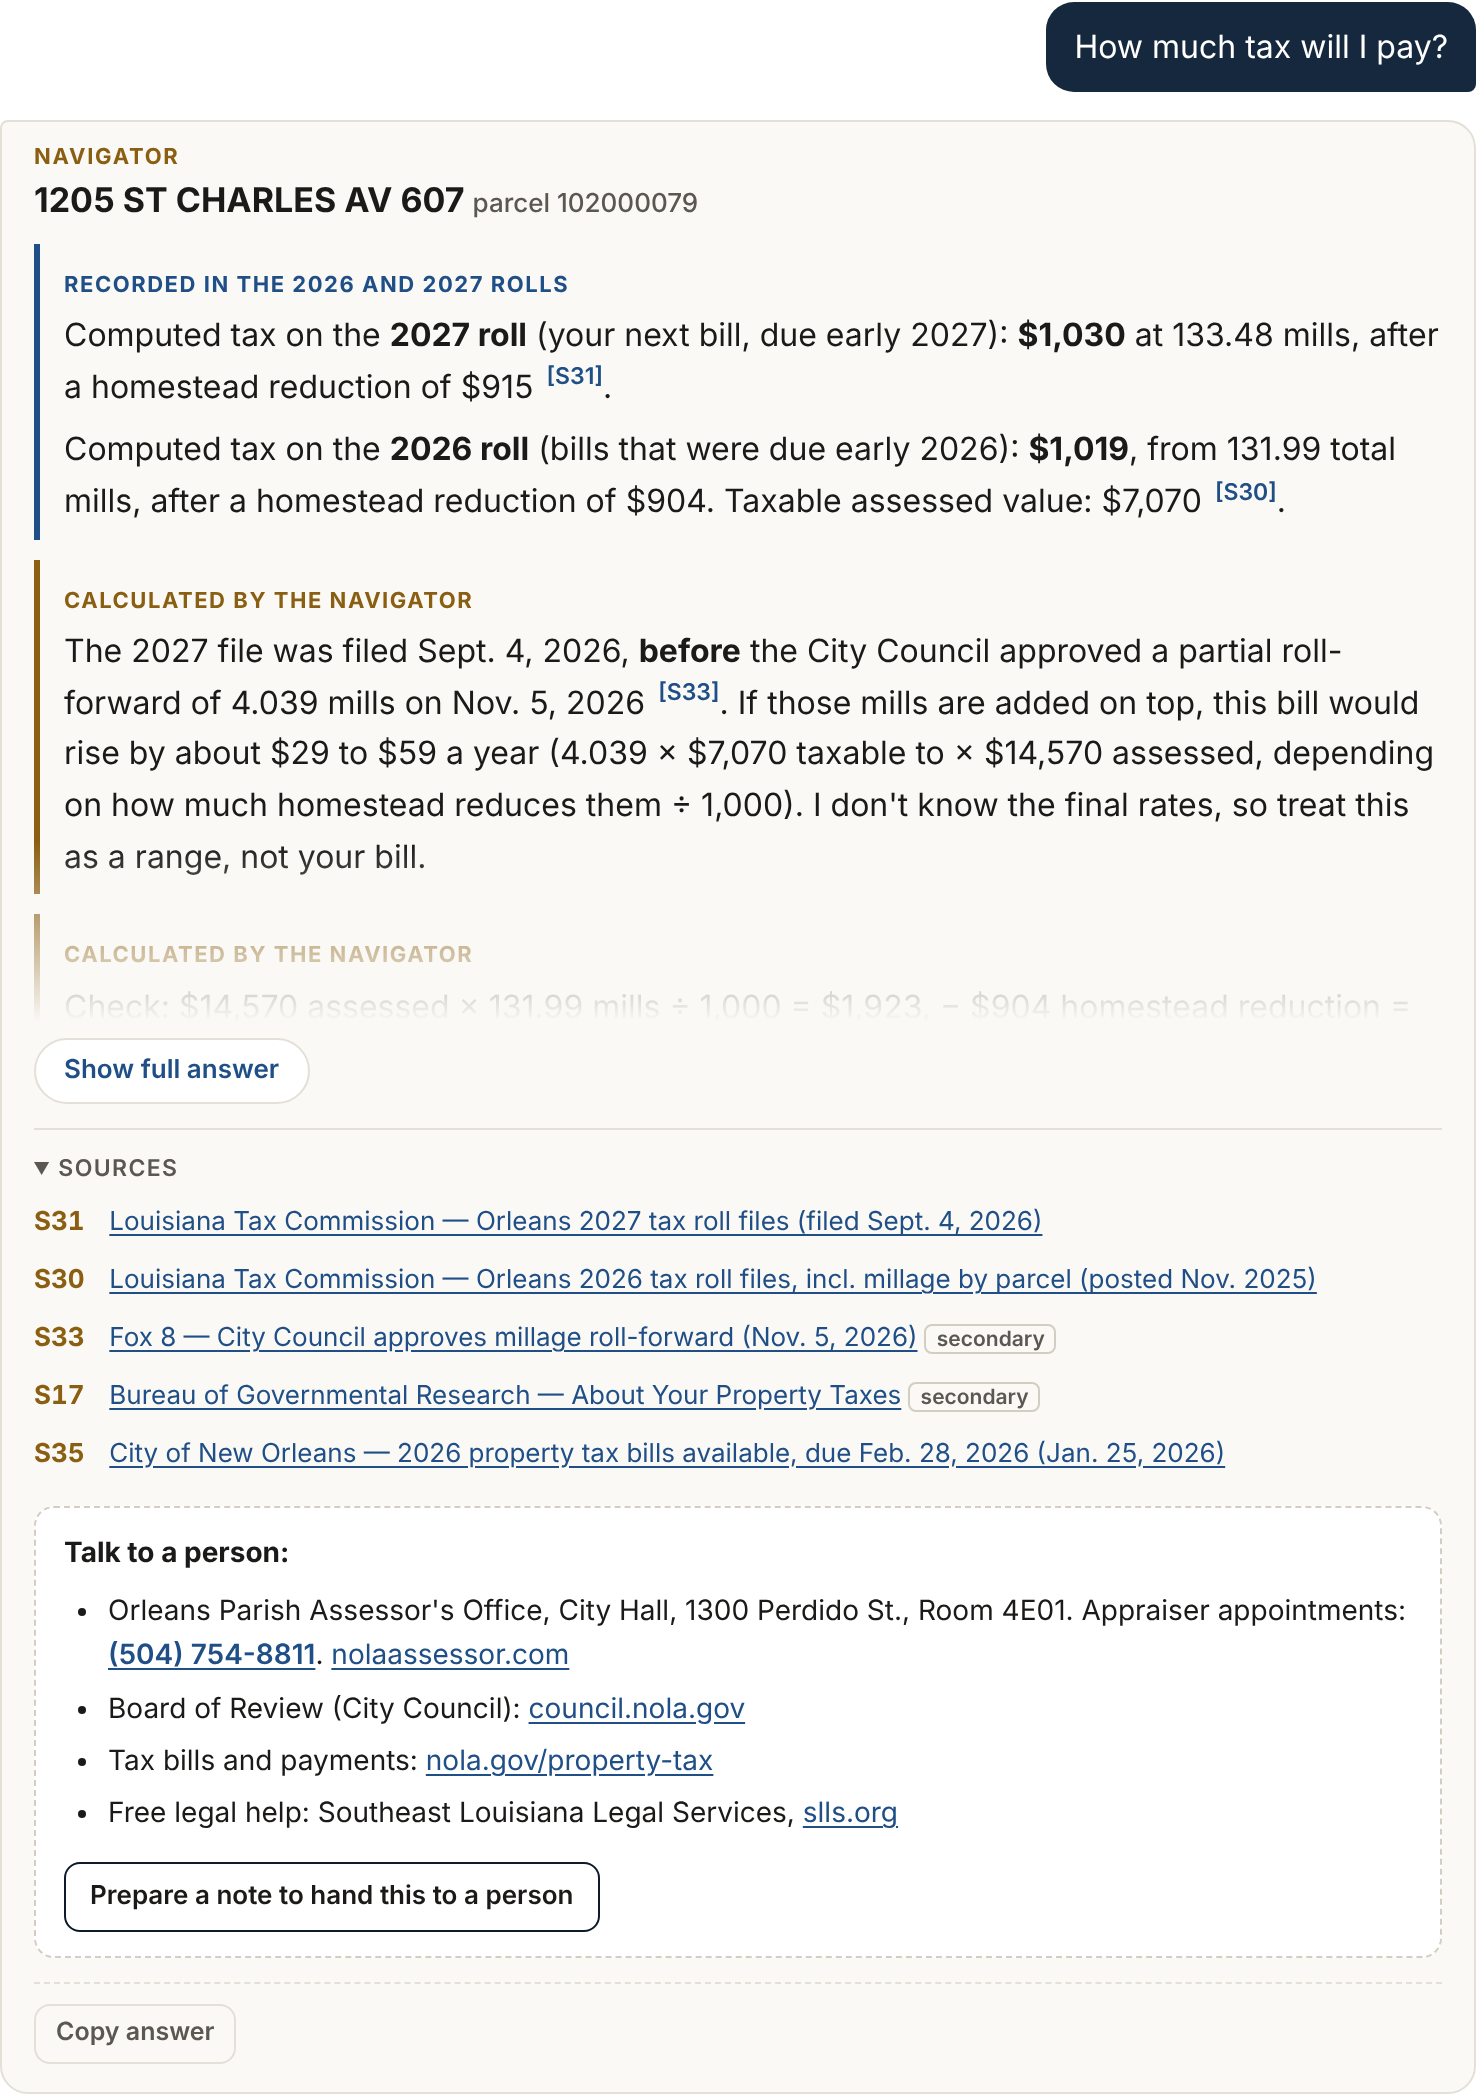 How much tax will I pay?
NAVIGATOR
1205 ST CHARLES AV 607 parcel 102000079
RECORDED IN THE 2026 AND 2027 ROLLS
Computed tax on the 2027 roll (your next bill, due early 2027): $1,030 at 133.48 mills, after
a homestead reduction of $915 [S31].
Computed tax on the 2026 roll (bills that were due early 2026): $1,019, from 131.99 total
mills, after a homestead reduction of $904. Taxable assessed value: $7,070 [S30].
CALCULATED BY THE NAVIGATOR
The 2027 file was filed Sept. 4, 2026, before the City Council approved a partial roll-
forward of 4.039 mills on Nov. 5, 2026 [S33]. If those mills are added on top, this bill would
rise by about $29 to $59 a year (4.039 × $7,070 taxable to × $14,570 assessed, depending
on how much homestead reduces them ÷ 1,000). I don't know the final rates, so treat this
as a range, not your bill.
CALCULATED BY THE NAVIGATOR
Check: $14,570 assessed × 131.99 mills ÷ 1,000 = $1,923, − $904 homestead reduction =
Show full answer
▼ SOURCES
S31 Louisiana Tax Commission — Orleans 2027 tax roll files (filed Sept. 4, 2026)
S30 Louisiana Tax Commission — Orleans 2026 tax roll files, incl. millage by parcel (posted Nov. 2025)
S33 Fox 8 — City Council approves millage roll-forward (Nov. 5, 2026) secondary
S17 Bureau of Governmental Research — About Your Property Taxes secondary
S35 City of New Orleans — 2026 property tax bills available, due Feb. 28, 2026 (Jan. 25, 2026)
Talk to a person:
• Orleans Parish Assessor's Office, City Hall, 1300 Perdido St., Room 4E01. Appraiser appointments:
(504) 754-8811. nolaassessor.com
• Board of Review (City Council): council.nola.gov
• Tax bills and payments: nola.gov/property-tax
• Free legal help: Southeast Louisiana Legal Services, slls.org
Prepare a note to hand this to a person
Copy answer